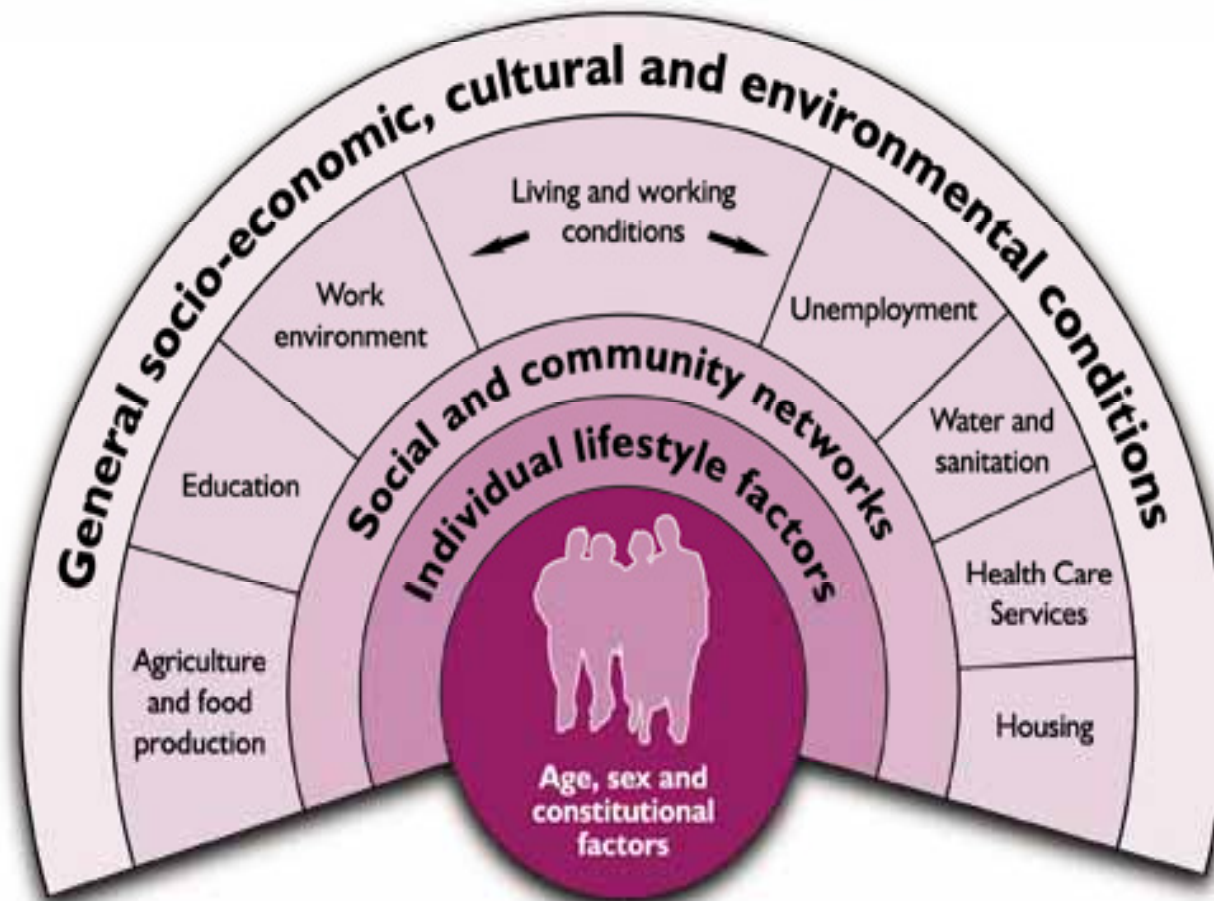 General socio-economic, cultural and environmental conditions
Living and working
conditions
Work
environment
Unemployment
Education
Water and
sanitation
Agriculture
and food
production
Health Care
Services
Housing
Social and community networks
Individual lifestyle factors
Age, sex and
constitutional
factors